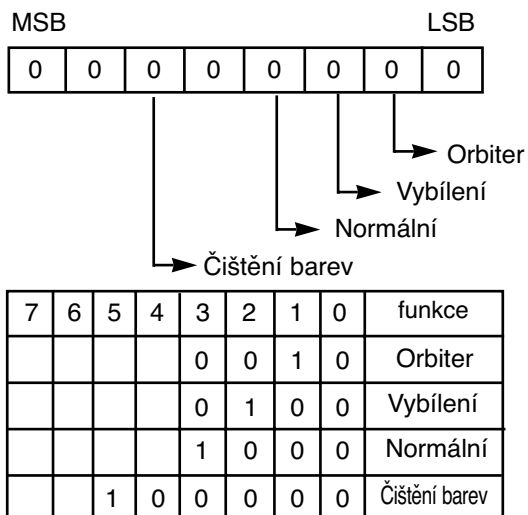 MSB LSB
0 0 0 0 0 0 0 0
Orbiter
Vybílení
Normální
Čištění barev
7 6 5 4 3 2 1 0 funkce
0 0 1 0 Orbiter
0 1 0 0 Vybílení
1 0 0 0 Normální
1 0 0 0 0 0 Čištění barev